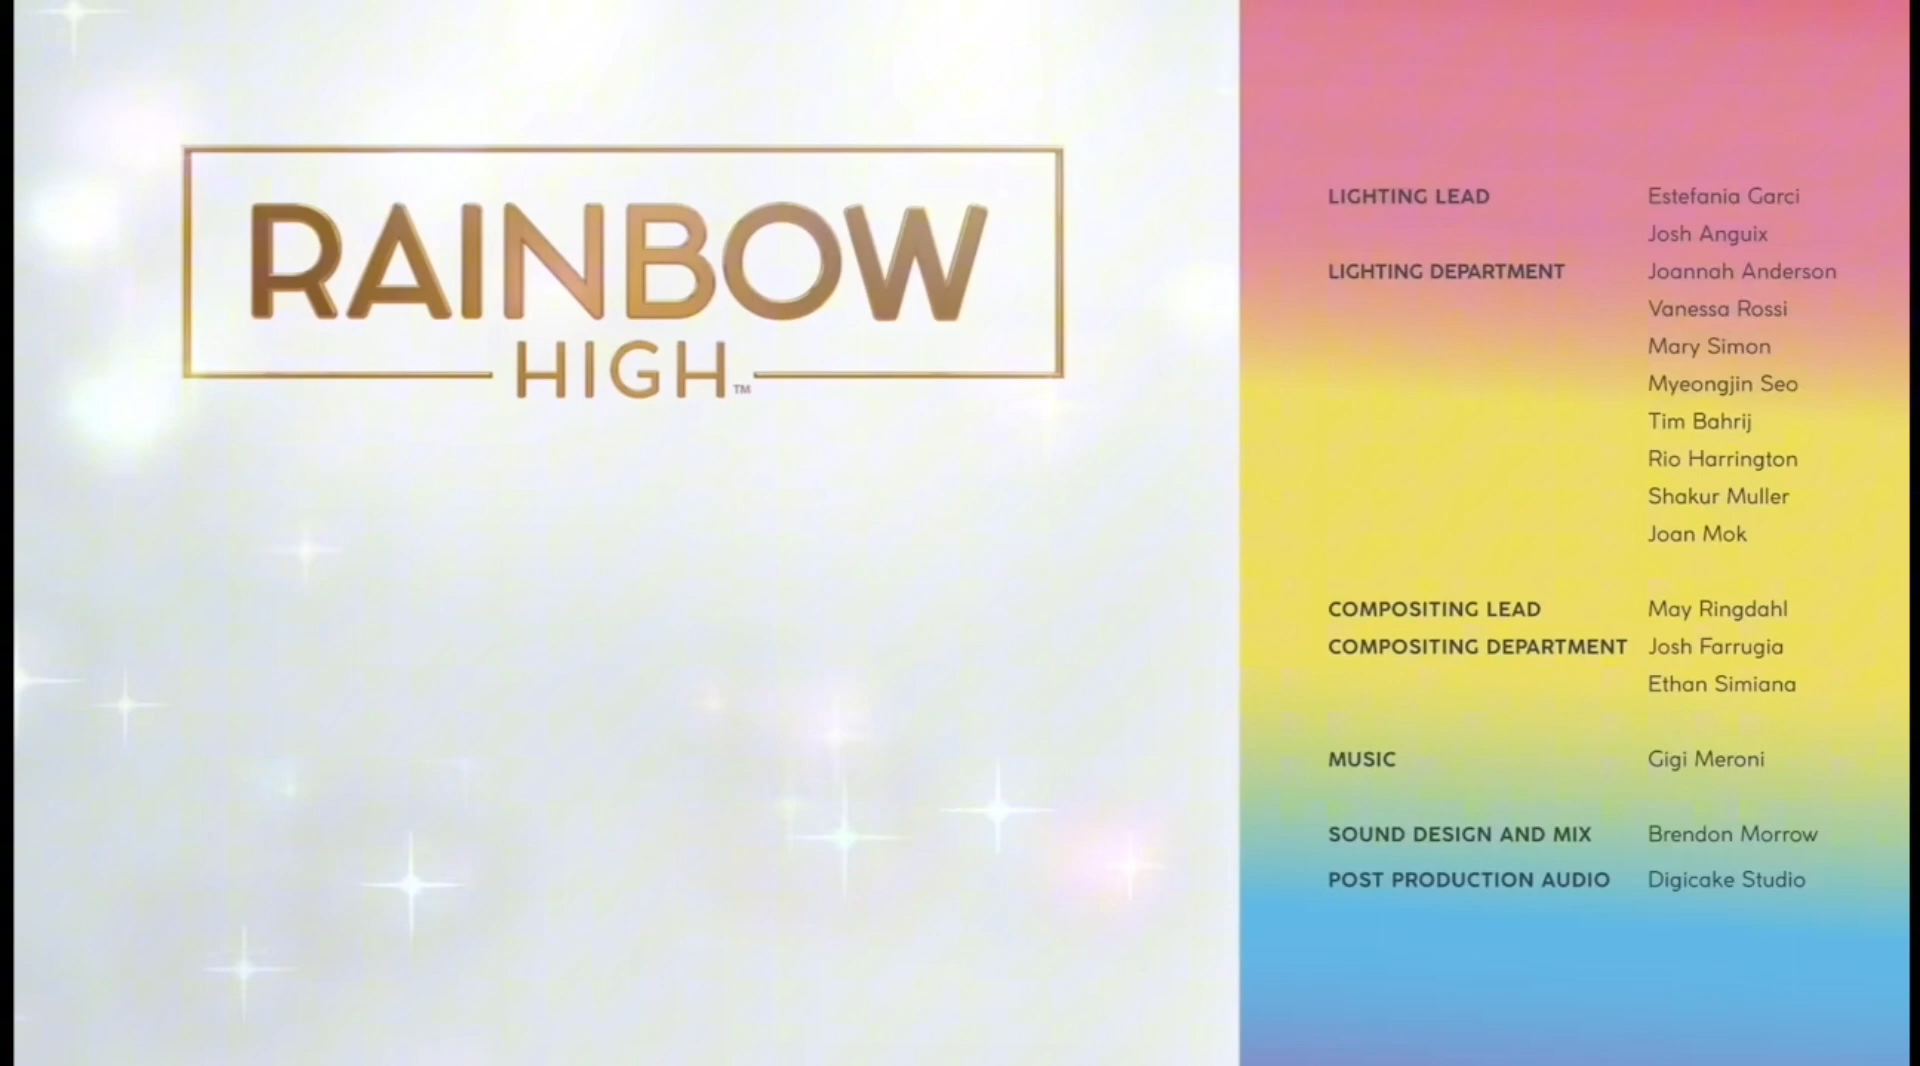 RAINBOW
HIGH™
LIGHTING LEAD Estefania Garci
Josh Anguix
LIGHTING DEPARTMENT Joannah Anderson
Vanessa Rossi
Mary Simon
Myeongjin Seo
Tim Bahrij
Rio Harrington
Shakur Muller
Joan Mok
COMPOSITING LEAD May Ringdahl
COMPOSITING DEPARTMENT Josh Farrugia
Ethan Simiana
MUSIC Gigi Meroni
SOUND DESIGN AND MIX Brendon Morrow
POST PRODUCTION AUDIO Digicake Studio